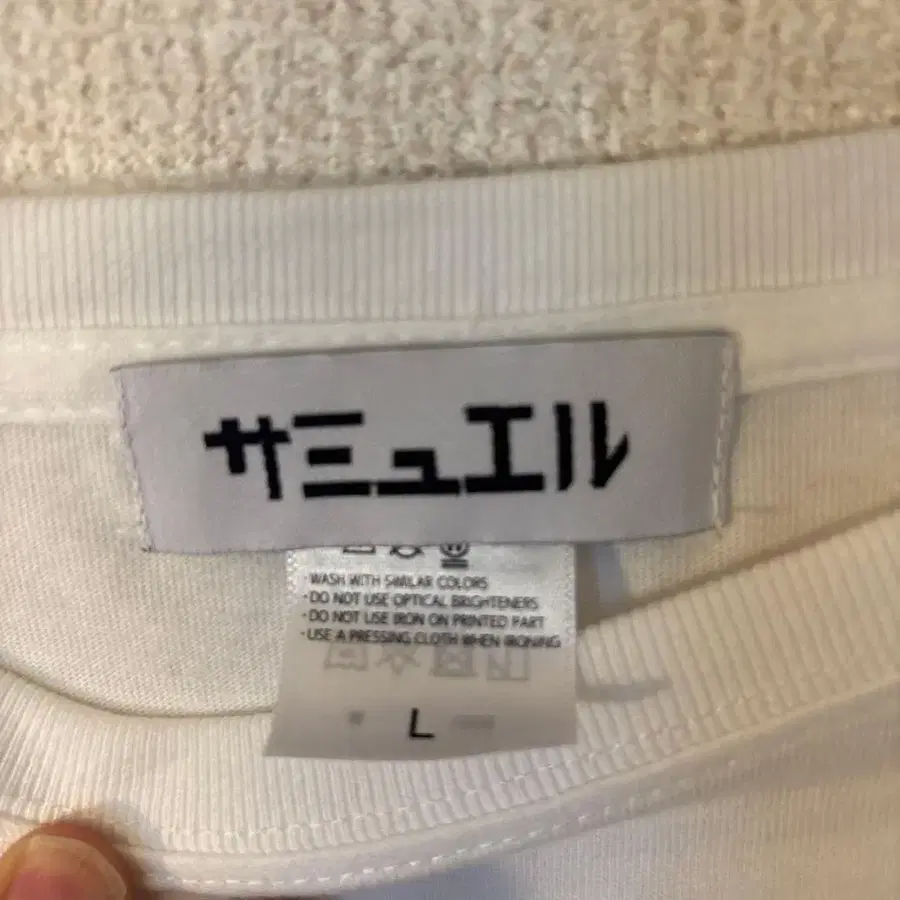 サミュエル
·WASH WITH SIMILAR COLORS
·DO NOT USE OPTICAL BRIGHTENERS
·DO NOT USE IRON ON PRINTED PART
·USE A PRESSING CLOTH WHEN IRONING
L